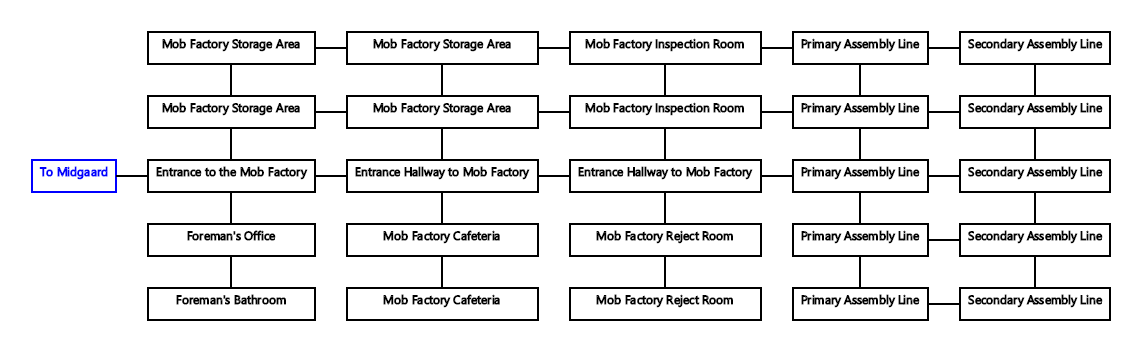 Mob Factory Storage Area
Mob Factory Storage Area
Mob Factory Inspection Room
Primary Assembly Line
Secondary Assembly Line
Mob Factory Storage Area
Mob Factory Storage Area
Mob Factory Inspection Room
Primary Assembly Line
Secondary Assembly Line
To Midgaard
Entrance to the Mob Factory
Entrance Hallway to Mob Factory
Entrance Hallway to Mob Factory
Primary Assembly Line
Secondary Assembly Line
Foreman's Office
Mob Factory Cafeteria
Mob Factory Reject Room
Primary Assembly Line
Secondary Assembly Line
Foreman's Bathroom
Mob Factory Cafeteria
Mob Factory Reject Room
Primary Assembly Line
Secondary Assembly Line